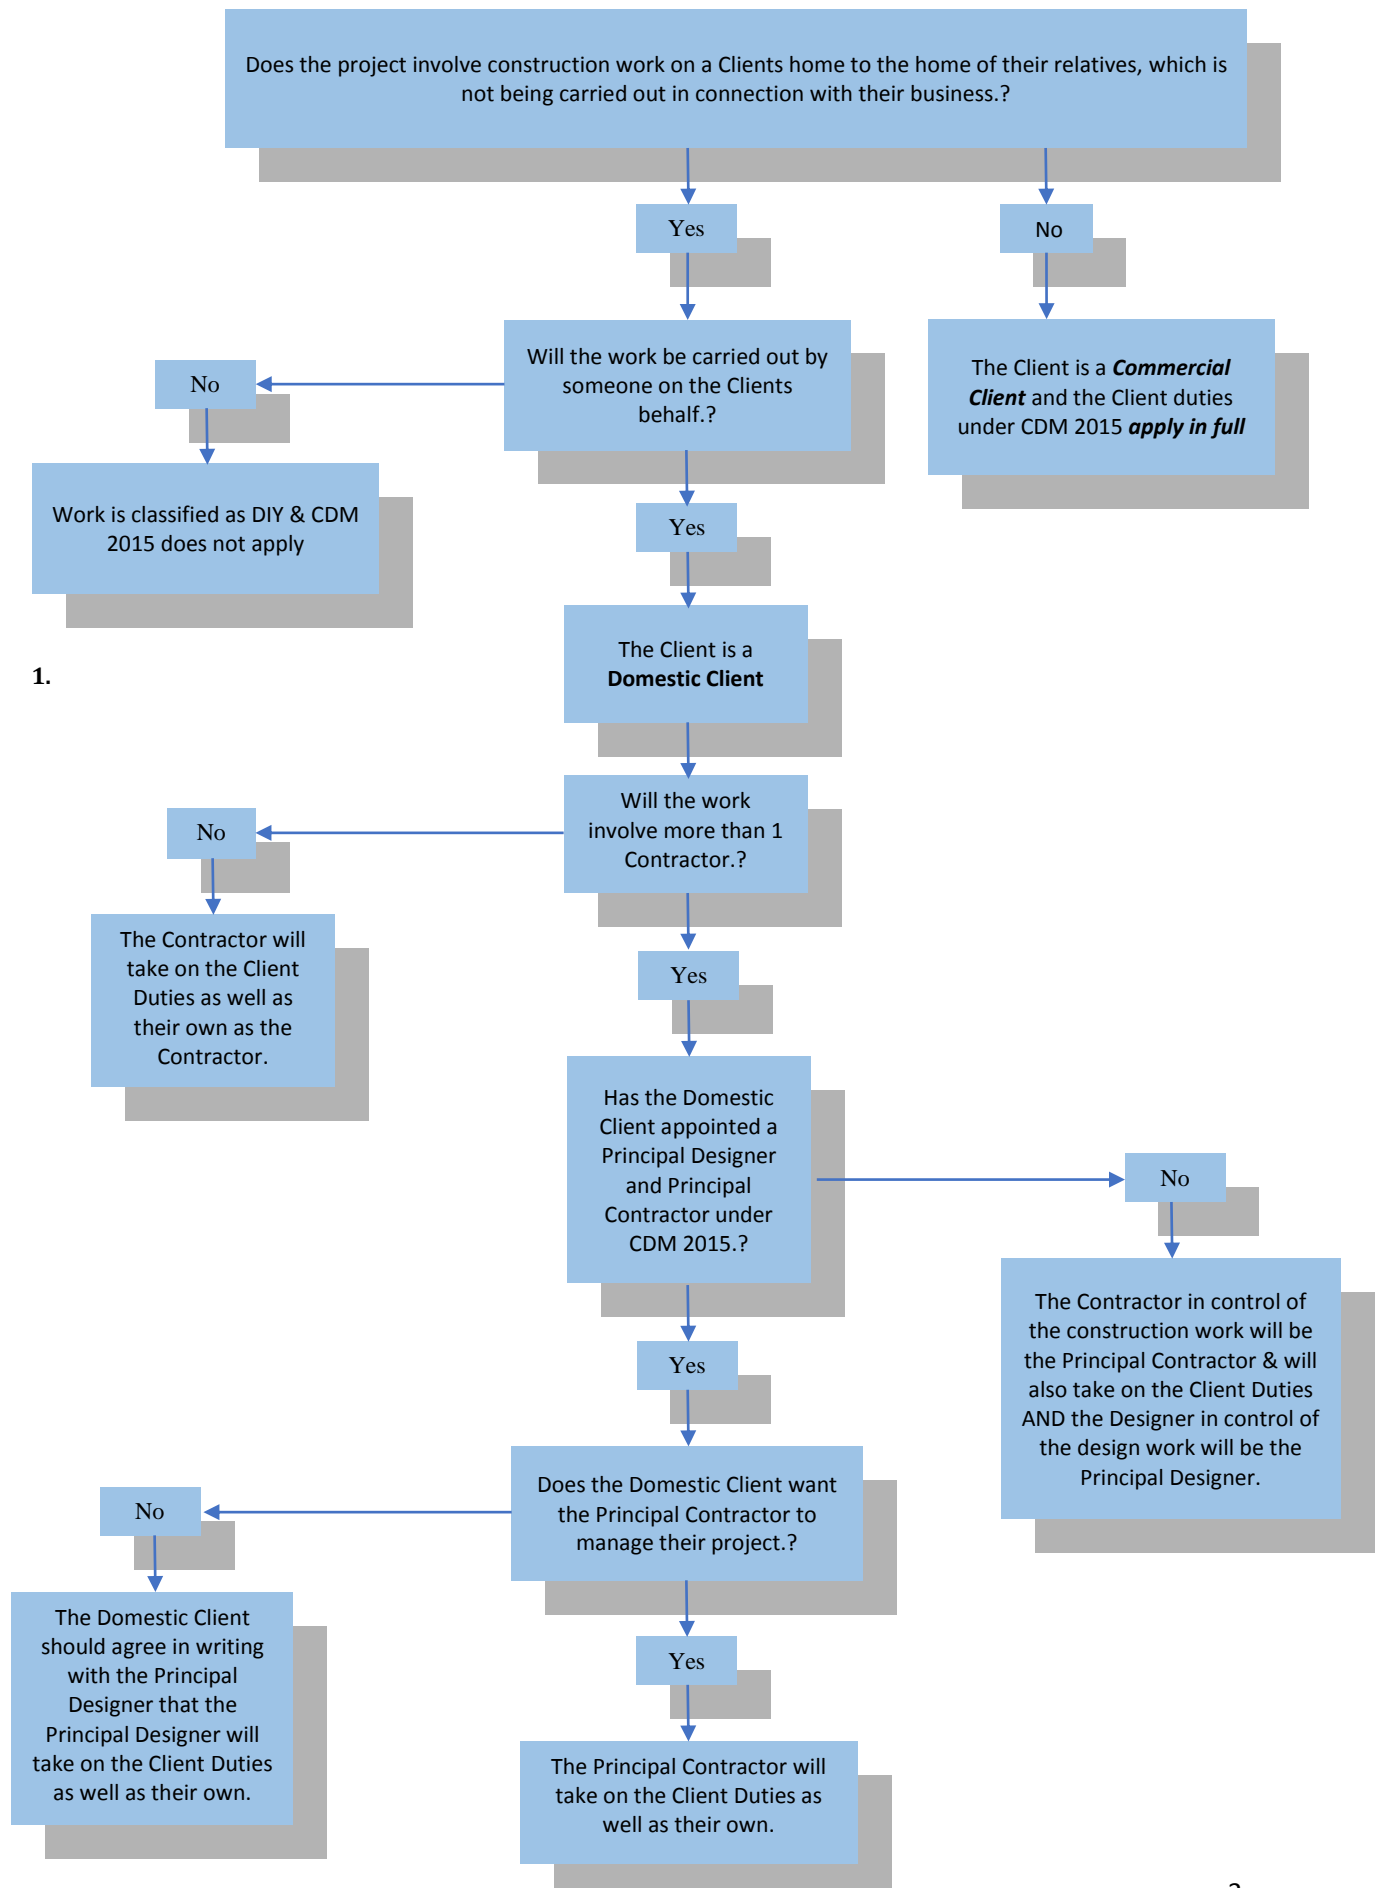 Does the project involve construction work on a Clients home to the home of their relatives, which is
not being carried out in connection with their business.?
Yes
No
Will the work be carried out by
someone on the Clients
behalf.?
The Client is a Commercial
Client and the Client duties
under CDM 2015 apply in full
No
Work is classified as DIY & CDM
2015 does not apply
Yes
The Client is a
Domestic Client
1.
Will the work
involve more than 1
Contractor.?
No
The Contractor will
take on the Client
Duties as well as
their own as the
Contractor.
Yes
Has the Domestic
Client appointed a
Principal Designer
and Principal
Contractor under
CDM 2015.?
No
The Contractor in control of
the construction work will be
the Principal Contractor & will
also take on the Client Duties
AND the Designer in control of
the design work will be the
Principal Designer.
Yes
Does the Domestic Client want
the Principal Contractor to
manage their project.?
No
The Domestic Client
should agree in writing
with the Principal
Designer that the
Principal Designer will
take on the Client Duties
as well as their own.
Yes
The Principal Contractor will
take on the Client Duties as
well as their own.